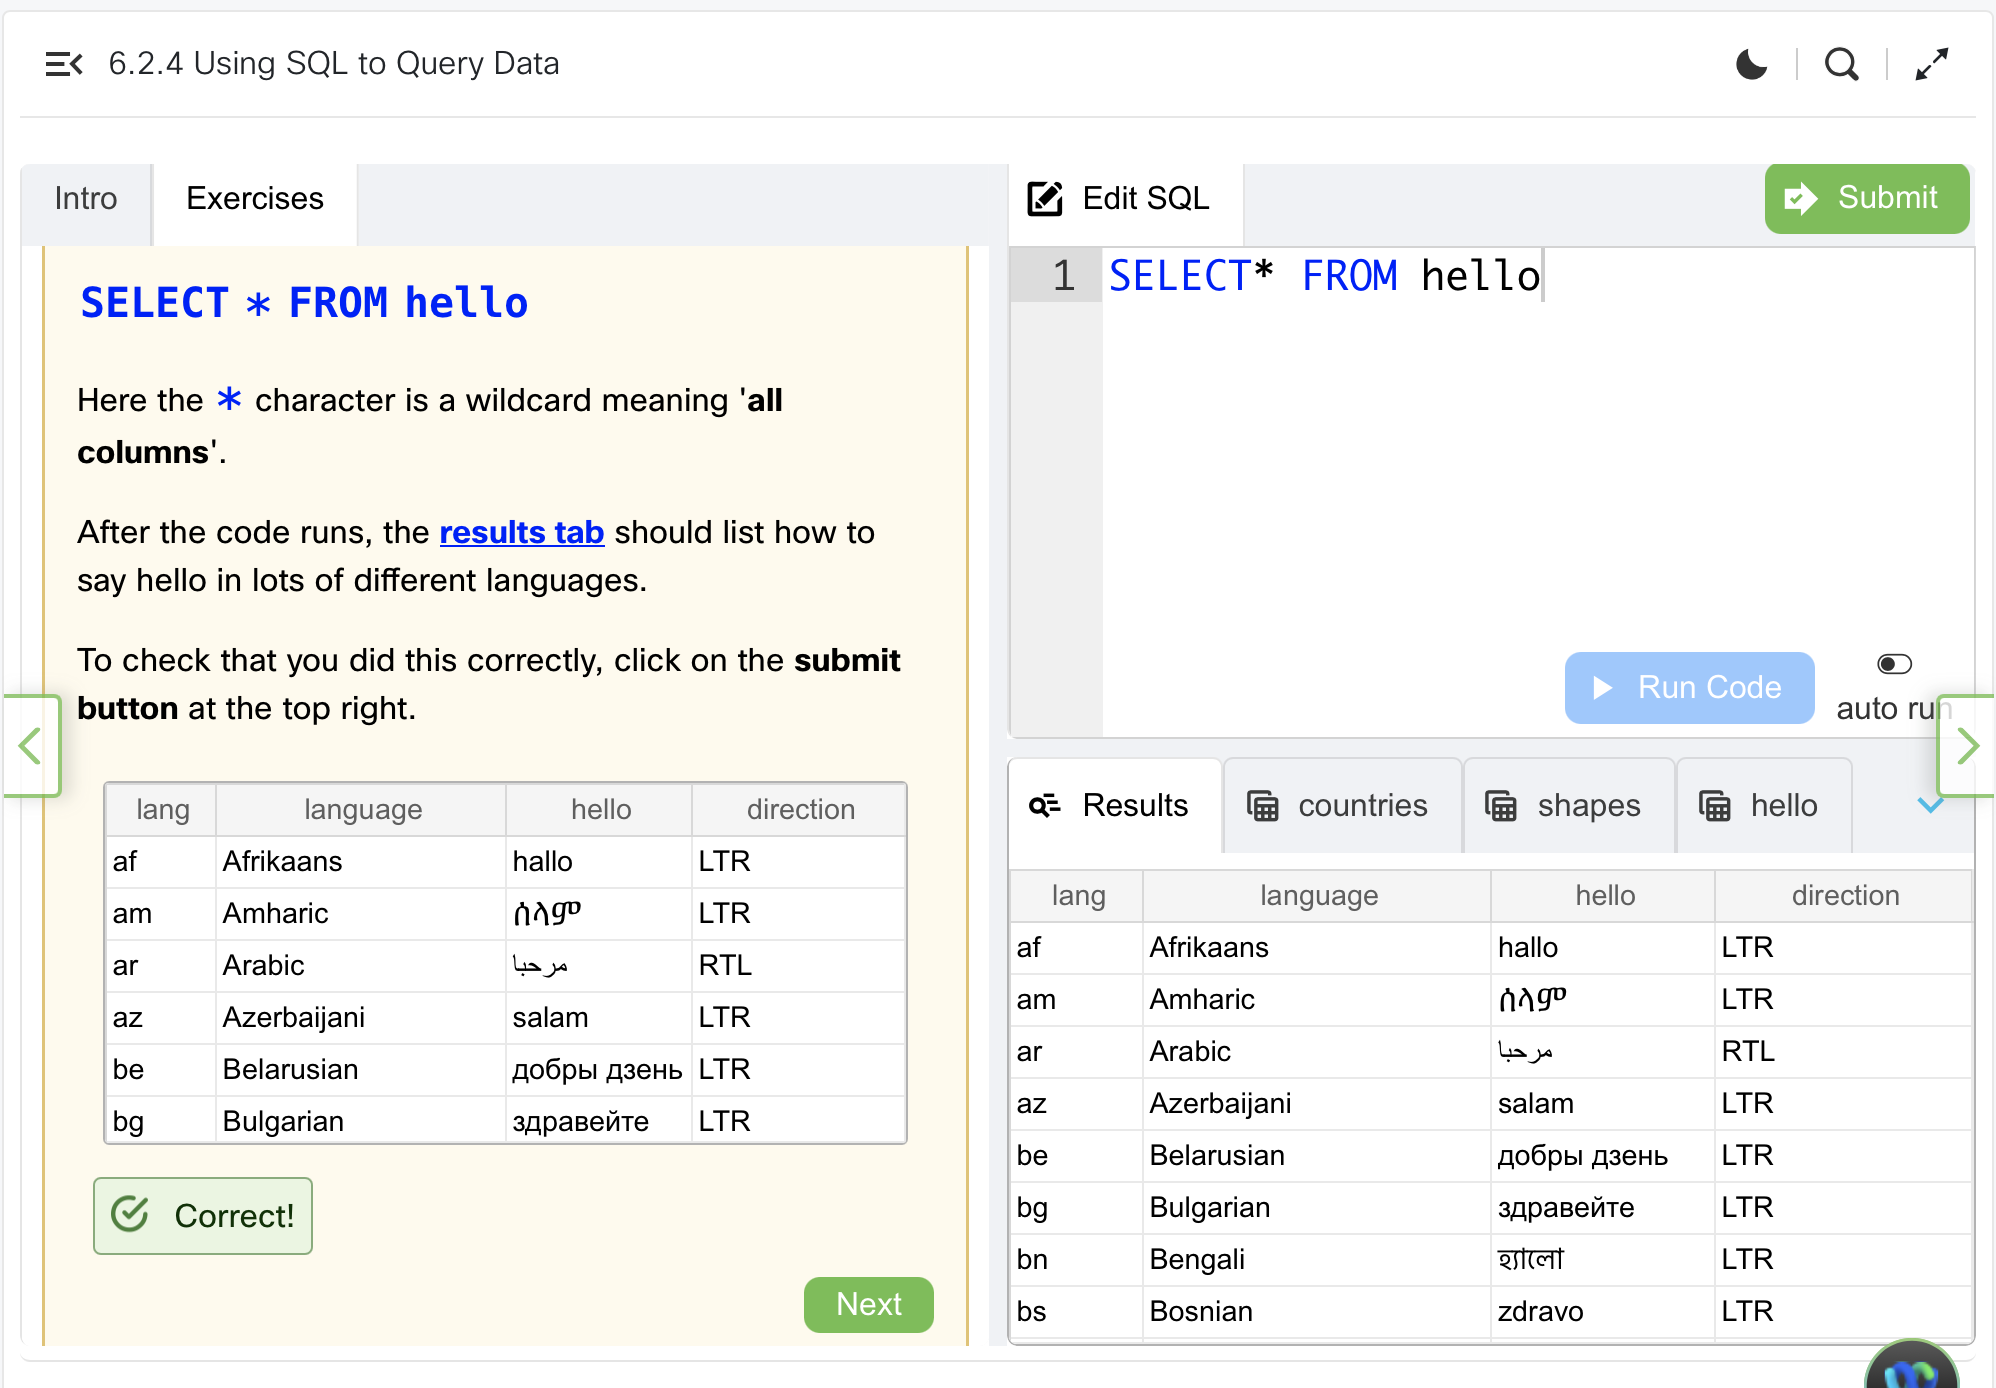 6.2.4 Using SQL to Query Data
Intro
Exercises
SELECT * FROM hello
Here the * character is a wildcard meaning 'all
columns'.
After the code runs, the results tab should list how to
say hello in lots of different languages.
To check that you did this correctly, click on the submit
button at the top right.
lang language hello direction
af Afrikaans hallo LTR
am Amharic ሰላም LTR
ar Arabic مرحبا RTL
az Azerbaijani salam LTR
be Belarusian добры дзень LTR
bg Bulgarian здравейте LTR
Correct!
Next
Edit SQL
Submit
1 SELECT* FROM hello
Run Code
auto run
Results countries shapes hello
lang language hello direction
af Afrikaans hallo LTR
am Amharic ሰላም LTR
ar Arabic مرحبا RTL
az Azerbaijani salam LTR
be Belarusian добры дзень LTR
bg Bulgarian здравейте LTR
bn Bengali হ্যালো LTR
bs Bosnian zdravo LTR